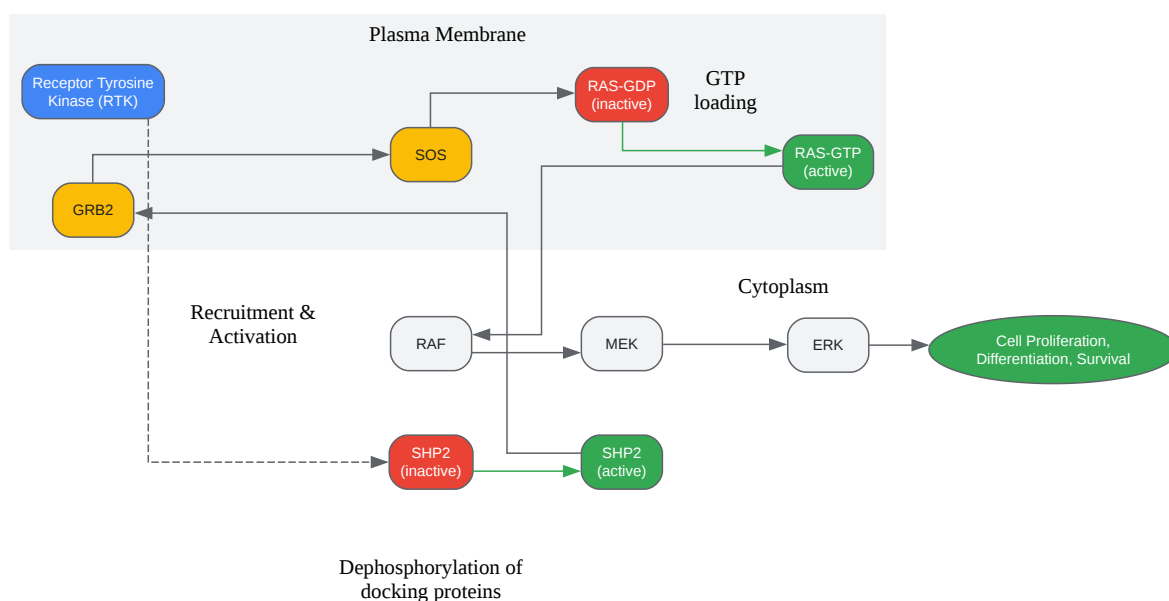 Plasma Membrane
Receptor Tyrosine
Kinase (RTK)
RAS-GDP
(inactive)
GTP
loading
SOS
RAS-GTP
(active)
GRB2
Cytoplasm
Recruitment &
Activation
RAF
MEK
ERK
Cell Proliferation,
Differentiation, Survival
SHP2
(inactive)
SHP2
(active)
Dephosphorylation of
docking proteins